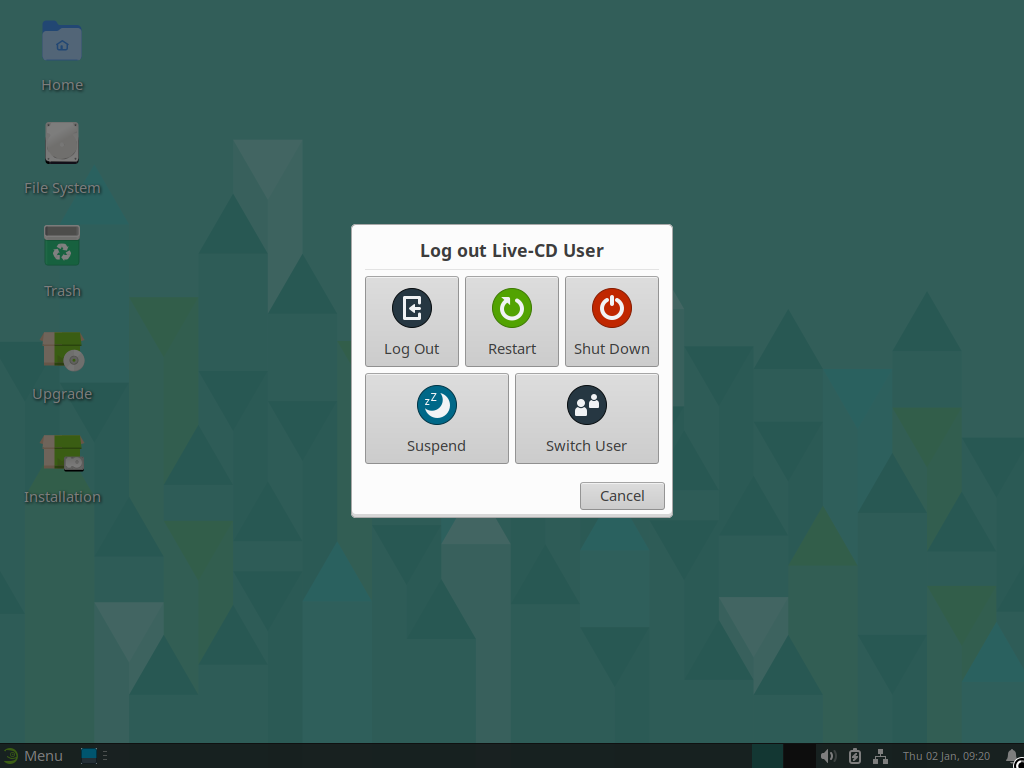 Home
File System
Trash
Upgrade
Installation
Log out Live-CD User
Log Out
Restart
Shut Down
zZ
Suspend
Switch User
Cancel
Menu
Thu 02 Jan, 09:20